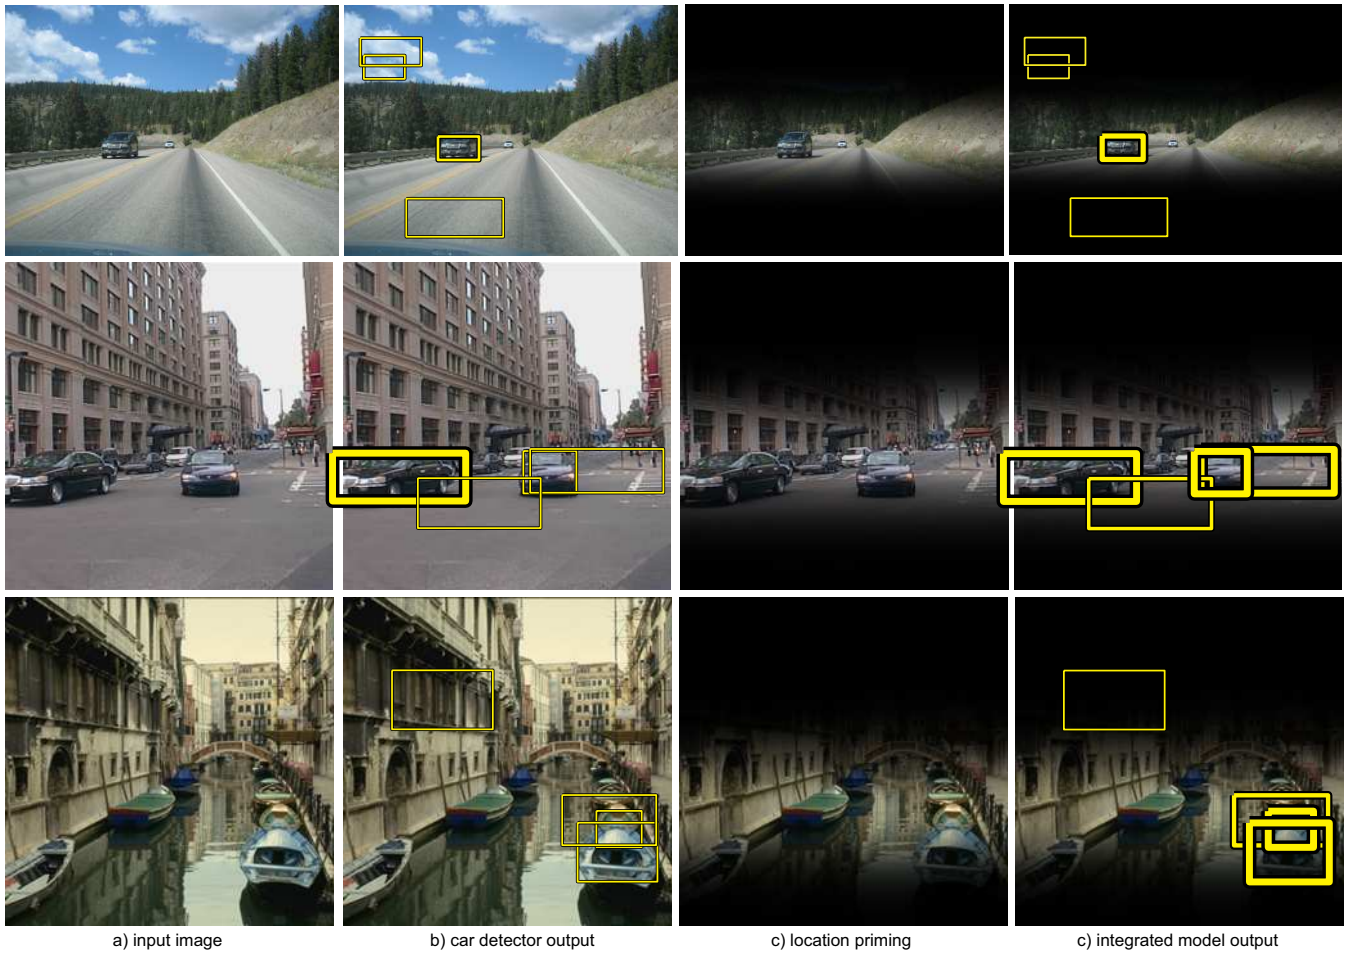 a) input image
b) car detector output
c) location priming
c) integrated model output